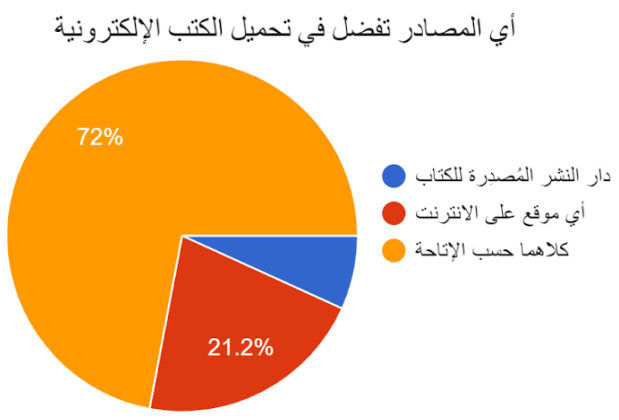 أي المصادر تفضل في تحميل الكتب الإلكترونية
72%
21.2%
دار النشر المُصدِرة للكتاب
أي موقع على الانترنت
كلاهما حسب الإتاحة